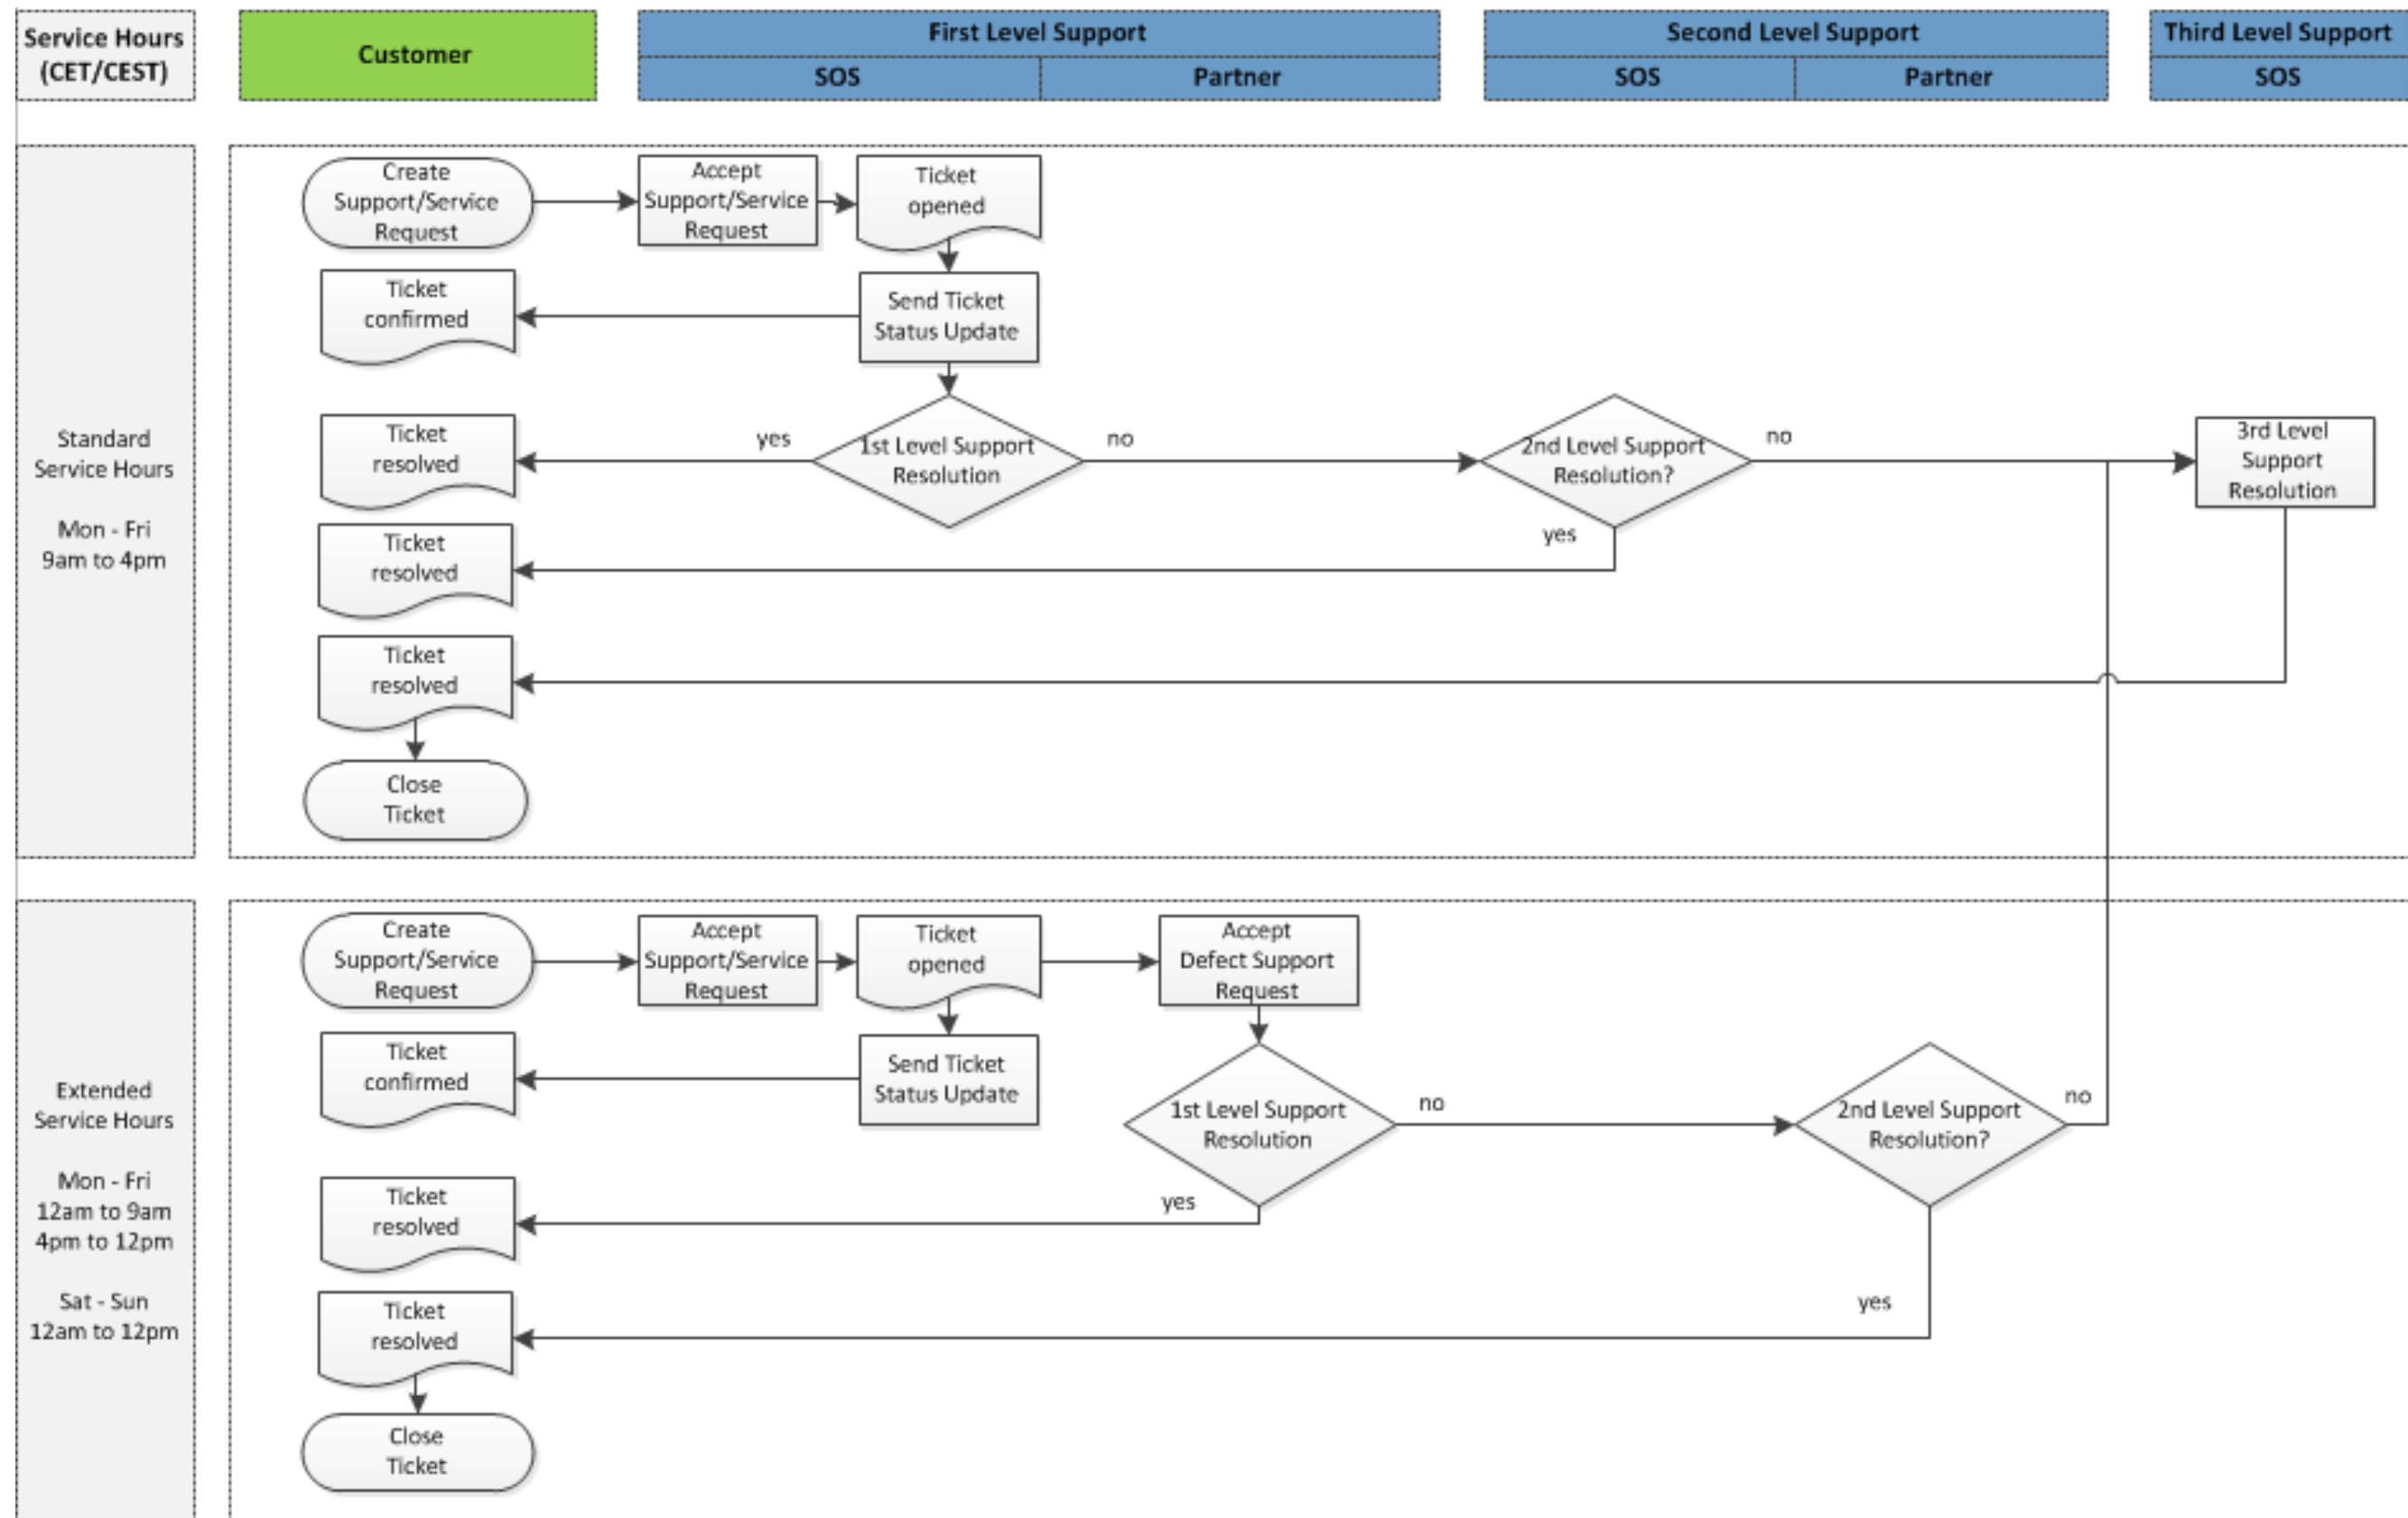 Service Hours
(CET/CEST)
Customer
First Level Support
SOS
Partner
Second Level Support
SOS
Partner
Third Level Support
SOS
Standard
Service Hours
Mon - Fri
9am to 4pm
Create
Support/Service
Request
Accept
Support/Service
Request
Ticket
opened
Ticket
confirmed
Send Ticket
Status Update
Ticket
resolved
yes
1st Level Support
Resolution
no
2nd Level Support
Resolution?
no
3rd Level
Support
Resolution
yes
Ticket
resolved
Ticket
resolved
Close
Ticket
Extended
Service Hours
Mon - Fri
12am to 9am
4pm to 12pm
Sat - Sun
12am to 12pm
Create
Support/Service
Request
Accept
Support/Service
Request
Ticket
opened
Accept
Defect Support
Request
Ticket
confirmed
Send Ticket
Status Update
1st Level Support
Resolution
no
2nd Level Support
Resolution?
no
yes
Ticket
resolved
yes
Ticket
resolved
Close
Ticket